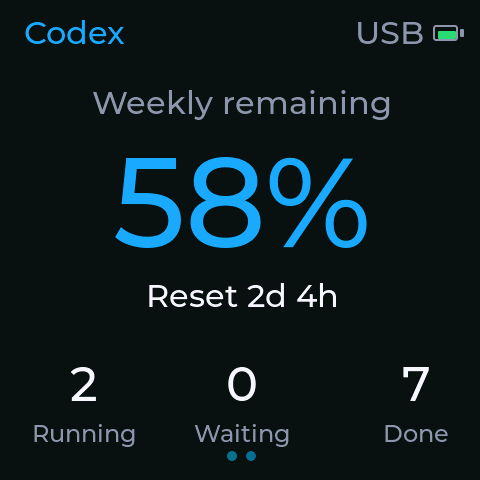 Codex USB
Weekly remaining
58%
Reset 2d 4h
2 0 7
Running Waiting Done